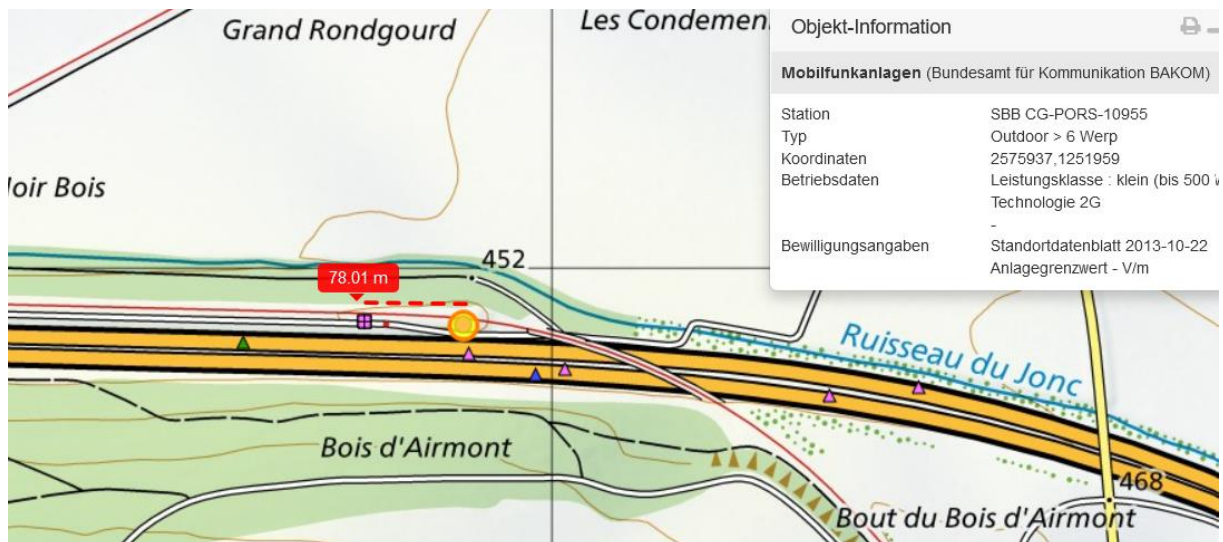 Grand Rondgourd
Les Condemen
Objekt-Information
Mobilfunkanlagen (Bundesamt für Kommunikation BAKOM)
Station SBB CG-PORS-10955
Typ Outdoor > 6 Werp
Koordinaten 2575937,1251959
Betriebsdaten Leistungsklasse : klein (bis 500
Technologie 2G
-
Bewilligungsangaben Standortdatenblatt 2013-10-22
Anlagegrenzwert - V/m
oir Bois
452
78.01 m
Ruisseau du Jonc
Bois d'Airmont
468
Bout du Bois d'Airmont